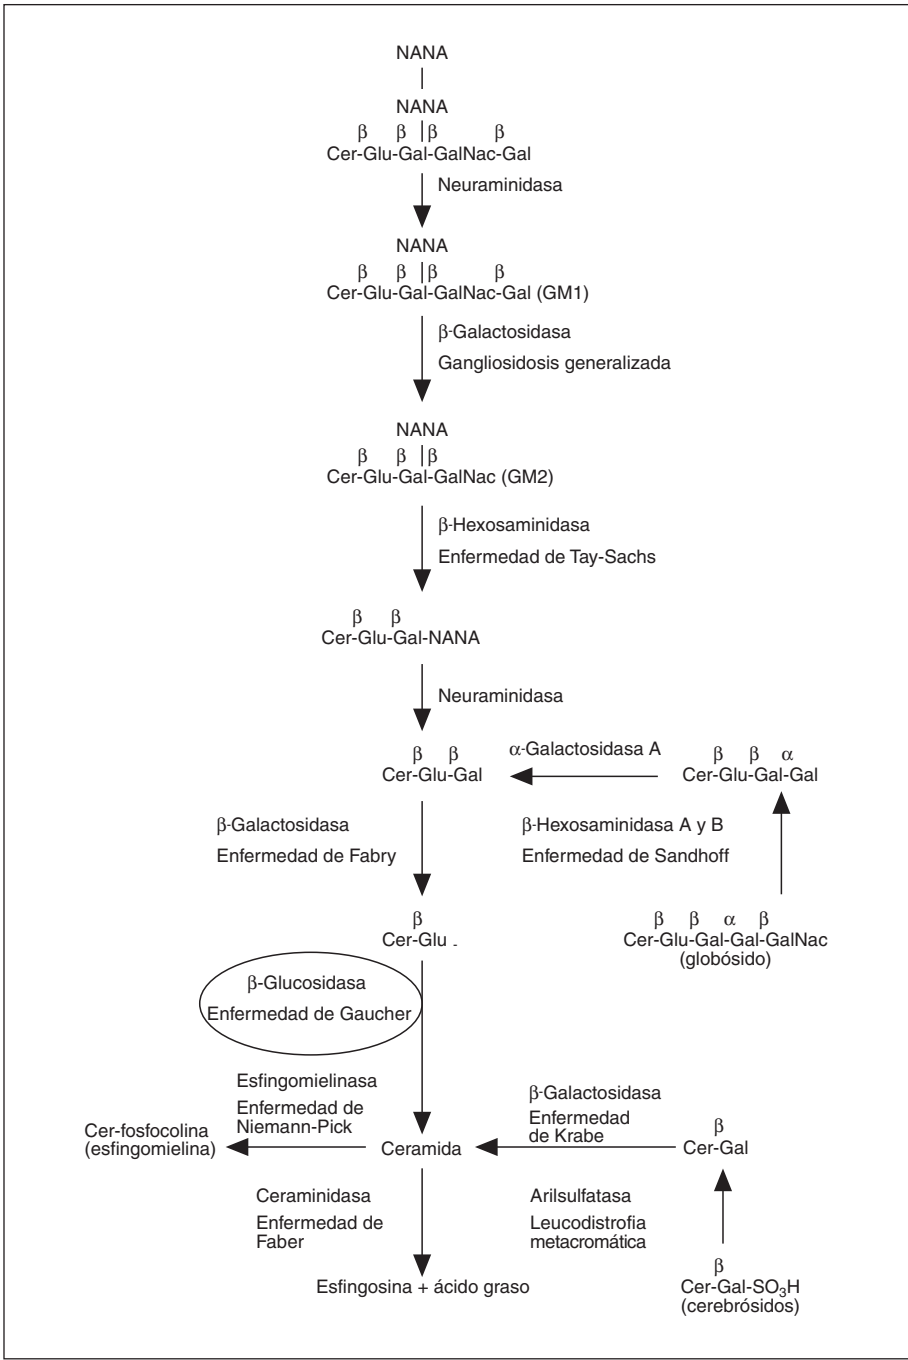 NANA
NANA
β β β β
Cer-Glu-Gal-GalNac-Gal
Neuraminidasa
NANA
β β β β
Cer-Glu-Gal-GalNac-Gal (GM1)
β-Galactosidasa
Gangliosidosis generalizada
NANA
β β β
Cer-Glu-Gal-GalNac (GM2)
β-Hexosaminidasa
Enfermedad de Tay-Sachs
β β
Cer-Glu-Gal-NANA
Neuraminidasa
β β
Cer-Glu-Gal
α-Galactosidasa A
β β α
Cer-Glu-Gal-Gal
β-Galactosidasa
Enfermedad de Fabry
β-Hexosaminidasa A y B
Enfermedad de Sandhoff
β
Cer-Glu -
β β α β
Cer-Glu-Gal-Gal-GalNac
(globósido)
β-Glucosidasa
Enfermedad de Gaucher
Esfingomielinasa
Enfermedad de
Niemann-Pick
Cer-fosfocolina
(esfingomielina)
Ceramida
β-Galactosidasa
Enfermedad
de Krabe
β
Cer-Gal
Ceraminidasa
Enfermedad de
Faber
Arilsulfatasa
Leucodistrofia
metacromática
Esfingosina + ácido graso
β
Cer-Gal-SO₃H
(cerebrósidos)